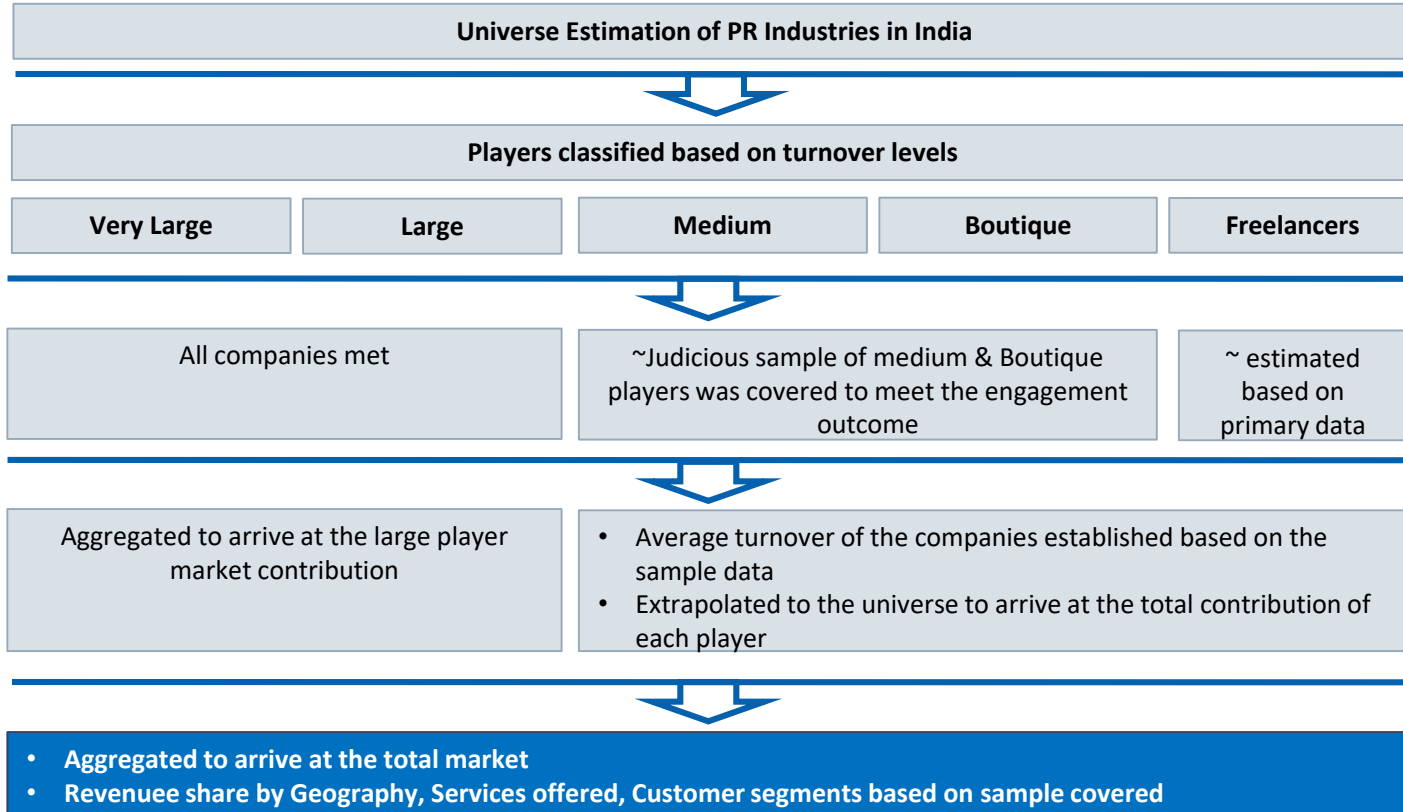 Universe Estimation of PR Industries in India
Players classified based on turnover levels
Very Large
Large
Medium
Boutique
Freelancers
All companies met
~Judicious sample of medium & Boutique
players was covered to meet the engagement
outcome
~ estimated
based on
primary data
Aggregated to arrive at the large player
market contribution
• Average turnover of the companies established based on the
sample data
• Extrapolated to the universe to arrive at the total contribution of
each player
• Aggregated to arrive at the total market
• Revenuee share by Geography, Services offered, Customer segments based on sample covered